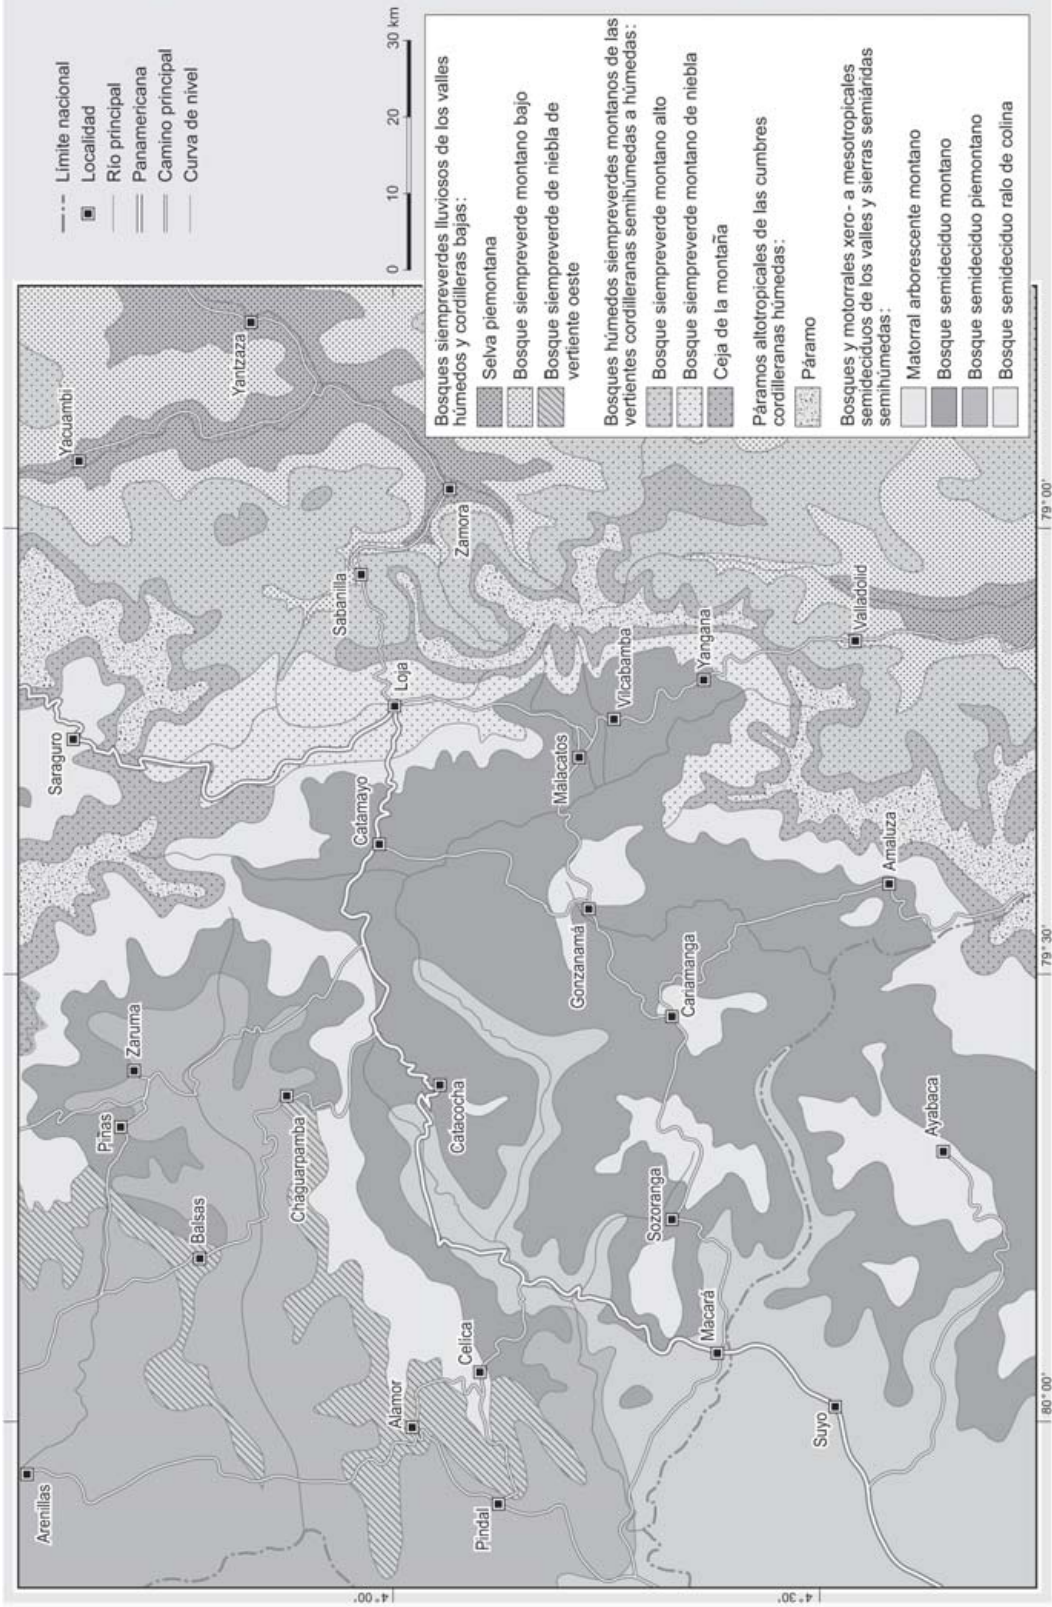 Límite nacional
Localidad
Río principal
Panamericana
Camino principal
Curva de nivel
0 10 20 30 km
Bosques siempreverdes lluviosos de los valles
húmedos y cordilleras bajas:
Selva piemontana
Bosque siempreverde montano bajo
Bosque siempreverde de niebla de
vertiente oeste
Bosques húmedos siempreverdes montanos de las
vertientes cordilleranas semihúmedas a húmedas:
Bosque siempreverde montano alto
Bosque siempreverde montano de niebla
Ceja de la montaña
Páramos altotropicales de las cumbres
cordilleranas húmedas:
Páramo
Bosques y motorrales xero- a mesotropicales
semideciduos de los valles y sierras semiáridas
semihúmedas:
Matorral arborescente montano
Bosque semideciduo montano
Bosque semideciduo piemontano
Bosque semideciduo ralo de colina
Arenillas
Piñas
Zaruma
Saraguro
Yacuambi
Yantzaza
Balsas
Chaguarpamba
Catamayo
Loja
Sabanilla
Zamora
Alamor
Celica
Pindal
Catacocha
Gonzanamá
Malacatos
Vilcabamba
Yangana
Sozoranga
Cariamanga
Macará
Suyo
Amaluza
Valladolid
Ayabaca
4°00'
4°30'
80°00'
79°30'
79°00'